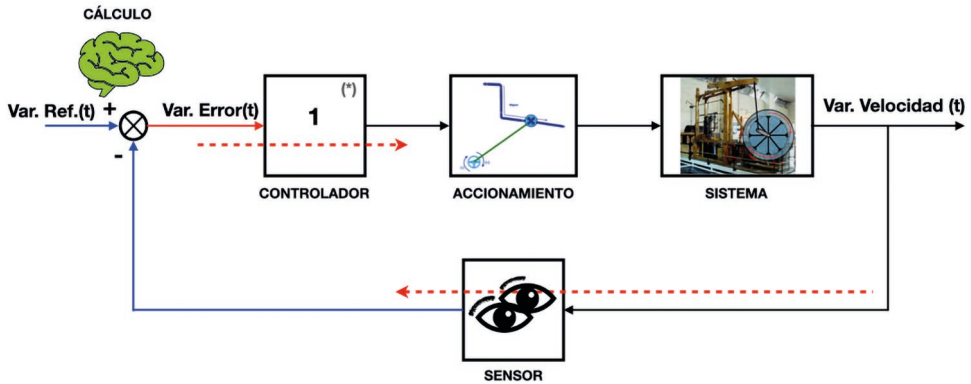 CÁLCULO
Var. Ref.(t)
+
-
Var. Error(t)
(*)
1
CONTROLADOR
ACCIONAMIENTO
SISTEMA
Var. Velocidad (t)
SENSOR